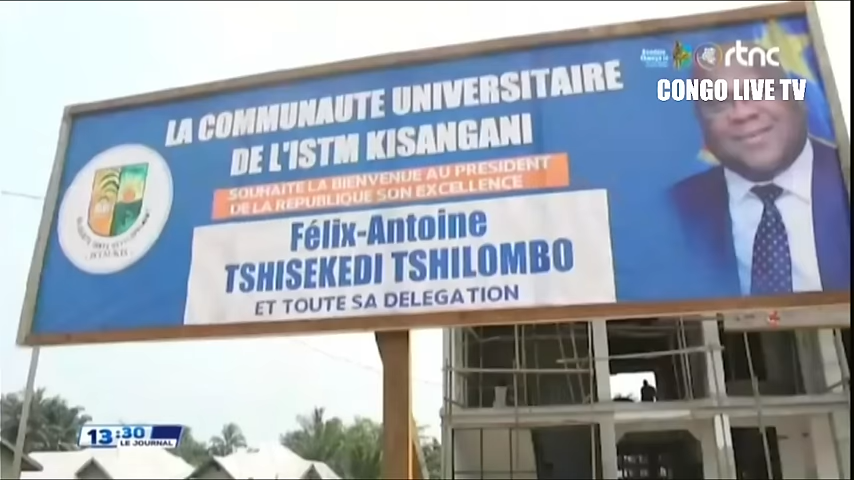 rtnc
CONGO LIVE TV
LA COMMUNAUTE UNIVERSITAIRE
DE L'ISTM KISANGANI
SOUHAITE LA BIENVENUE AU PRESIDENT
DE LA REPUBLIQUE SON EXCELLENCE
Félix-Antoine
TSHISEKEDI TSHILOMBO
ET TOUTE SA DELEGATION
13:30
LE JOURNAL